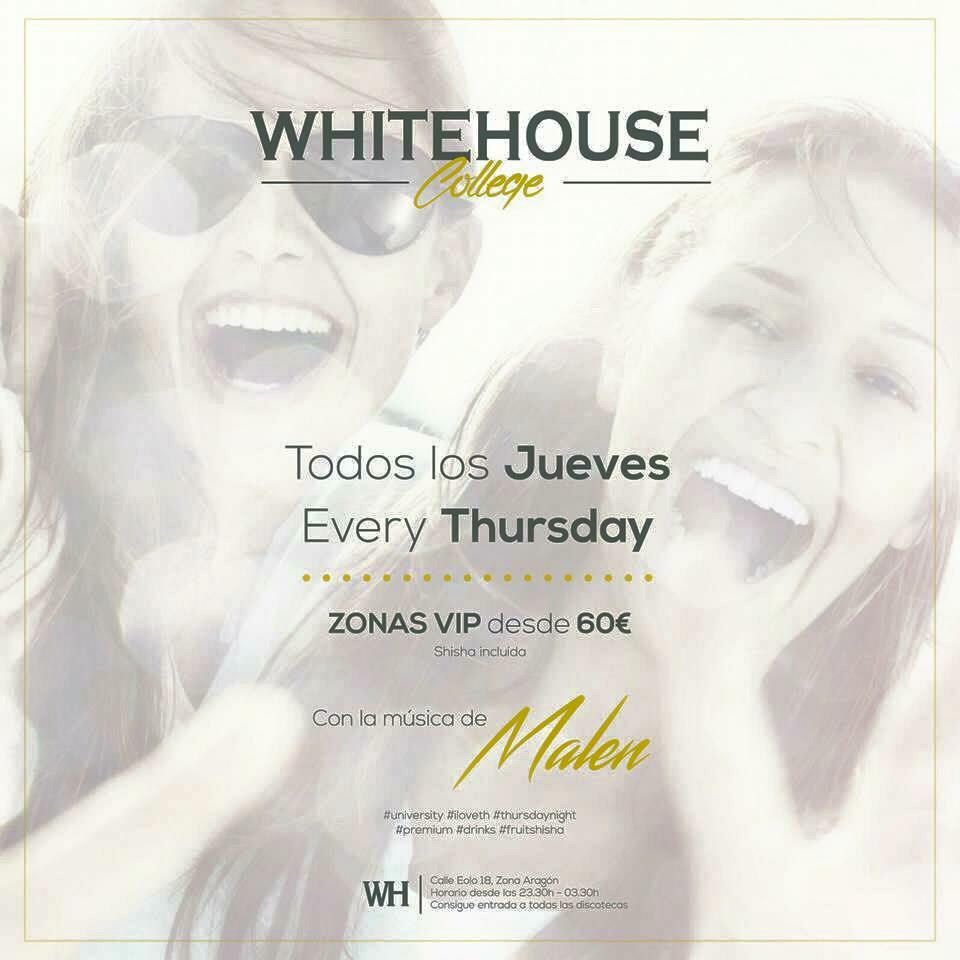 WHITEHOUSE
College
Todos los Jueves
Every Thursday
ZONAS VIP desde 60€
Shisha incluída
Con la música de Malen
#university #iloveth #thursdaynight
#premium #drinks #fruitshisha
WH
Calle Eolo 18, Zona Aragón
Horario desde las 23.30h - 03.30h
Consigue entrada a todas las discotecas